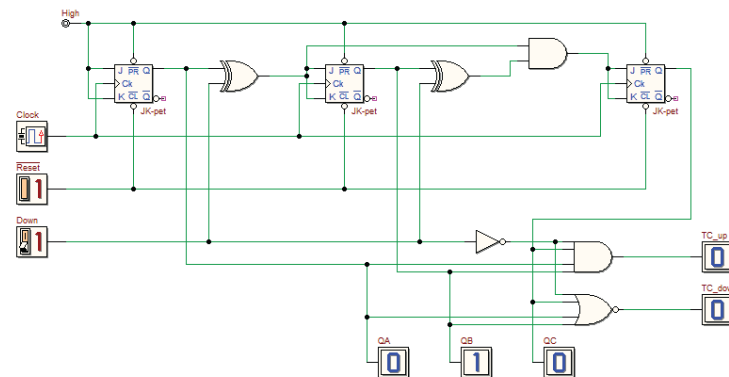 High
J PR Q
Ck
K CL Q
JK-pet
J PR Q
Ck
K CL Q
JK-pet
J PR Q
Ck
K CL Q
JK-pet
Clock
Reset
1
Down
1
TC_up
0
TC_dow
0
QA
0
QB
1
QC
0